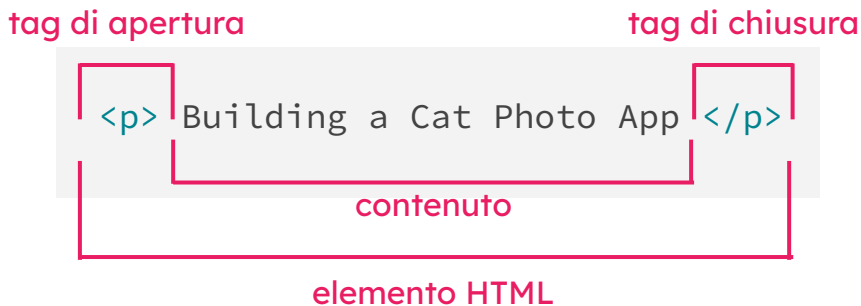 tag di apertura tag di chiusura
<p> Building a Cat Photo App </p>
contenuto
elemento HTML